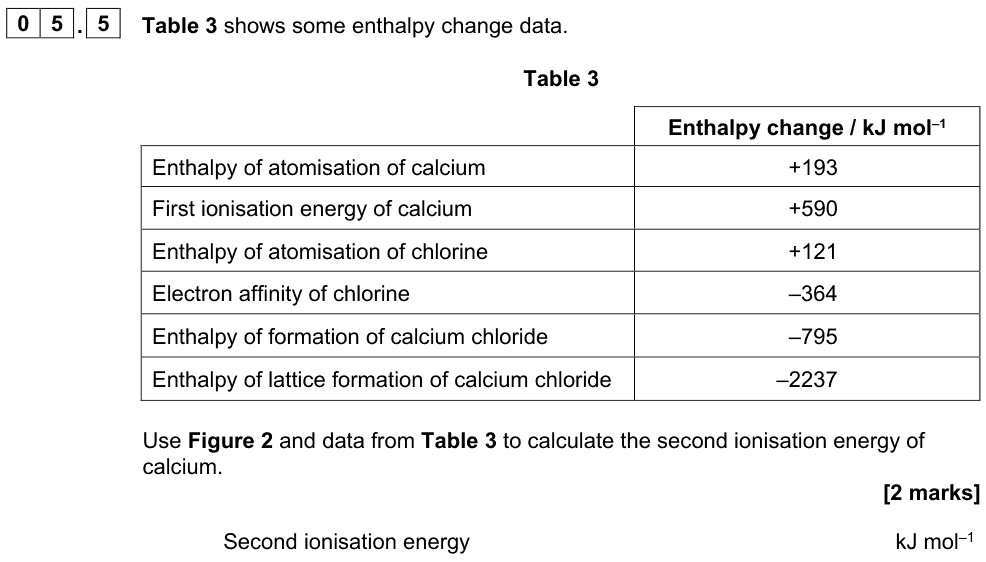 0 5 . 5 Table 3 shows some enthalpy change data.
Table 3
Enthalpy change / kJ mol⁻¹
Enthalpy of atomisation of calcium +193
First ionisation energy of calcium +590
Enthalpy of atomisation of chlorine +121
Electron affinity of chlorine –364
Enthalpy of formation of calcium chloride –795
Enthalpy of lattice formation of calcium chloride –2237
Use Figure 2 and data from Table 3 to calculate the second ionisation energy of
calcium.
[2 marks]
Second ionisation energy kJ mol⁻¹